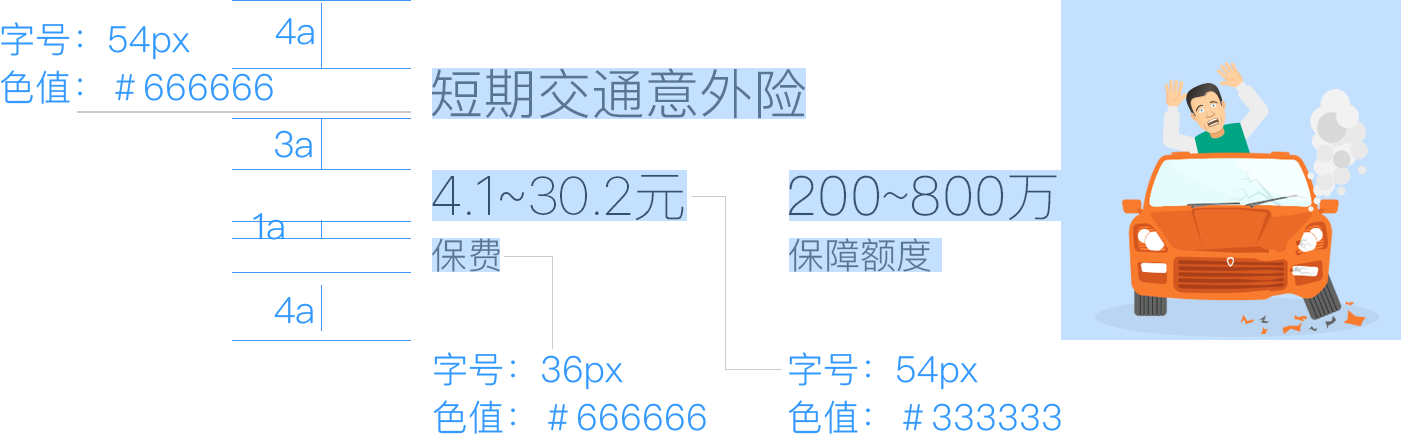 字号：54px
色值：# 666666
4a
3a
1a
4a
短期交通意外险
4.1~30.2元
200~800万
保费
保障额度
字号：36px
色值：# 666666
字号：54px
色值：# 333333